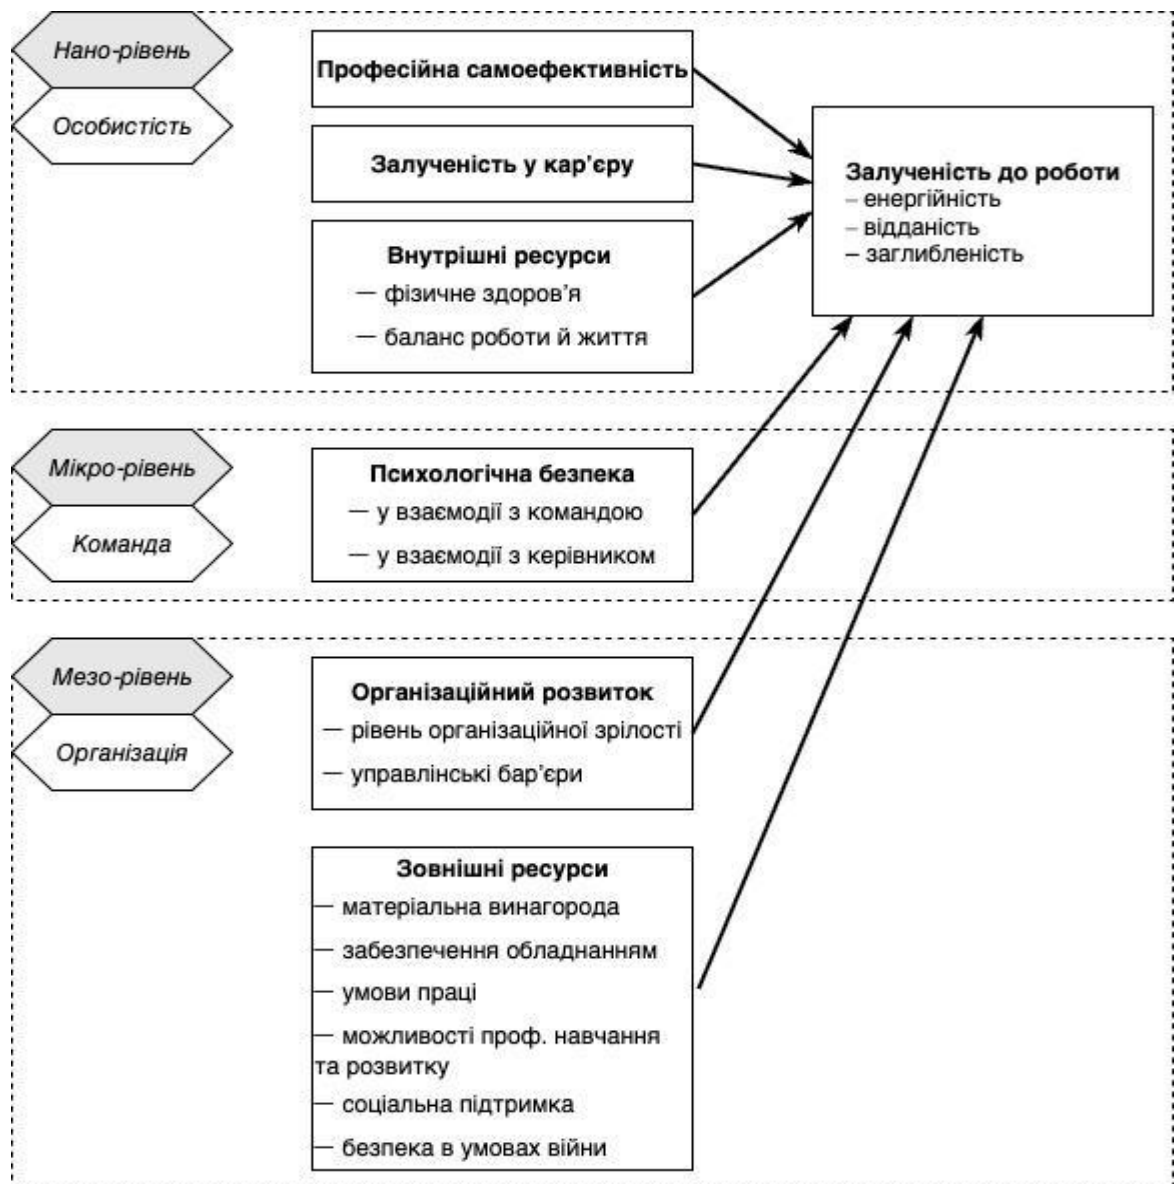 Нано-рівень
Особистість
Професійна самоефективність
Залученість у кар’єру
Внутрішні ресурси
— фізичне здоров’я
— баланс роботи й життя
Залученість до роботи
– енергійність
– відданість
– заглибленість
Мікро-рівень
Команда
Психологічна безпека
— у взаємодії з командою
— у взаємодії з керівником
Мезо-рівень
Організація
Організаційний розвиток
— рівень організаційної зрілості
— управлінські бар’єри
Зовнішні ресурси
— матеріальна винагорода
— забезпечення обладнанням
— умови праці
— можливості проф. навчання
та розвитку
— соціальна підтримка
— безпека в умовах війни